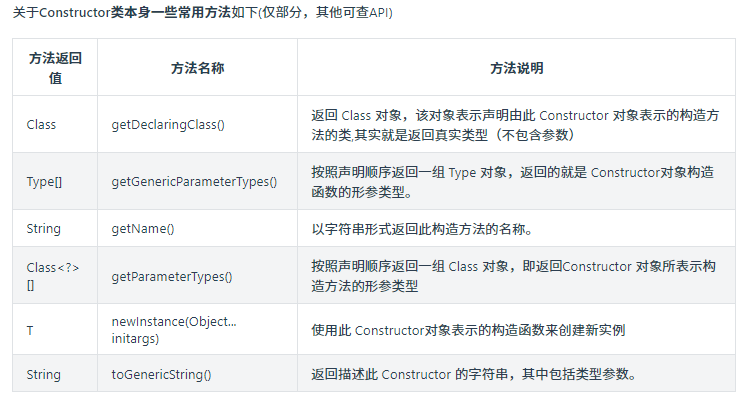 关于Constructor类本身一些常用方法如下(仅部分，其他可查API)
方法返回
值
方法名称
方法说明
Class
getDeclaringClass()
返回 Class 对象，该对象表示声明由此 Constructor 对象表示的构造方
法的类,其实就是返回真实类型（不包含参数）
Type[]
getGenericParameterTypes()
按照声明顺序返回一组 Type 对象，返回的就是 Constructor对象构造
函数的形参类型。
String
getName()
以字符串形式返回此构造方法的名称。
Class<?>
[]
getParameterTypes()
按照声明顺序返回一组 Class 对象，即返回Constructor 对象所表示构
造方法的形参类型
T
newInstance(Object...
initargs)
使用此 Constructor对象表示的构造函数来创建新实例
String
toGenericString()
返回描述此 Constructor 的字符串，其中包括类型参数。